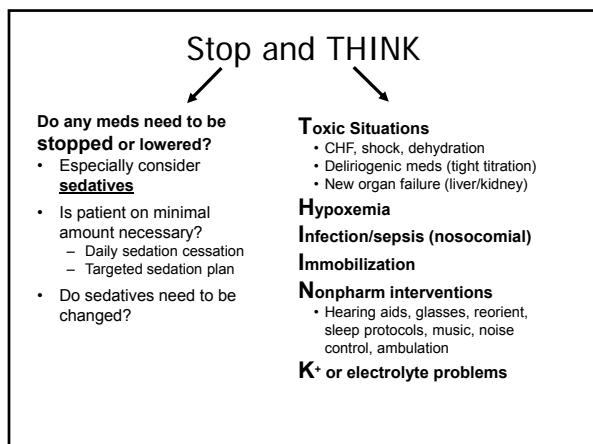 Stop and THINK
Do any meds need to be
stopped or lowered?
• Especially consider
sedatives
• Is patient on minimal
amount necessary?
– Daily sedation cessation
– Targeted sedation plan
• Do sedatives need to be
changed?
Toxic Situations
• CHF, shock, dehydration
• Deliriogenic meds (tight titration)
• New organ failure (liver/kidney)
Hypoxemia
Infection/sepsis (nosocomial)
Immobilization
Nonpharm interventions
• Hearing aids, glasses, reorient,
sleep protocols, music, noise
control, ambulation
K+ or electrolyte problems